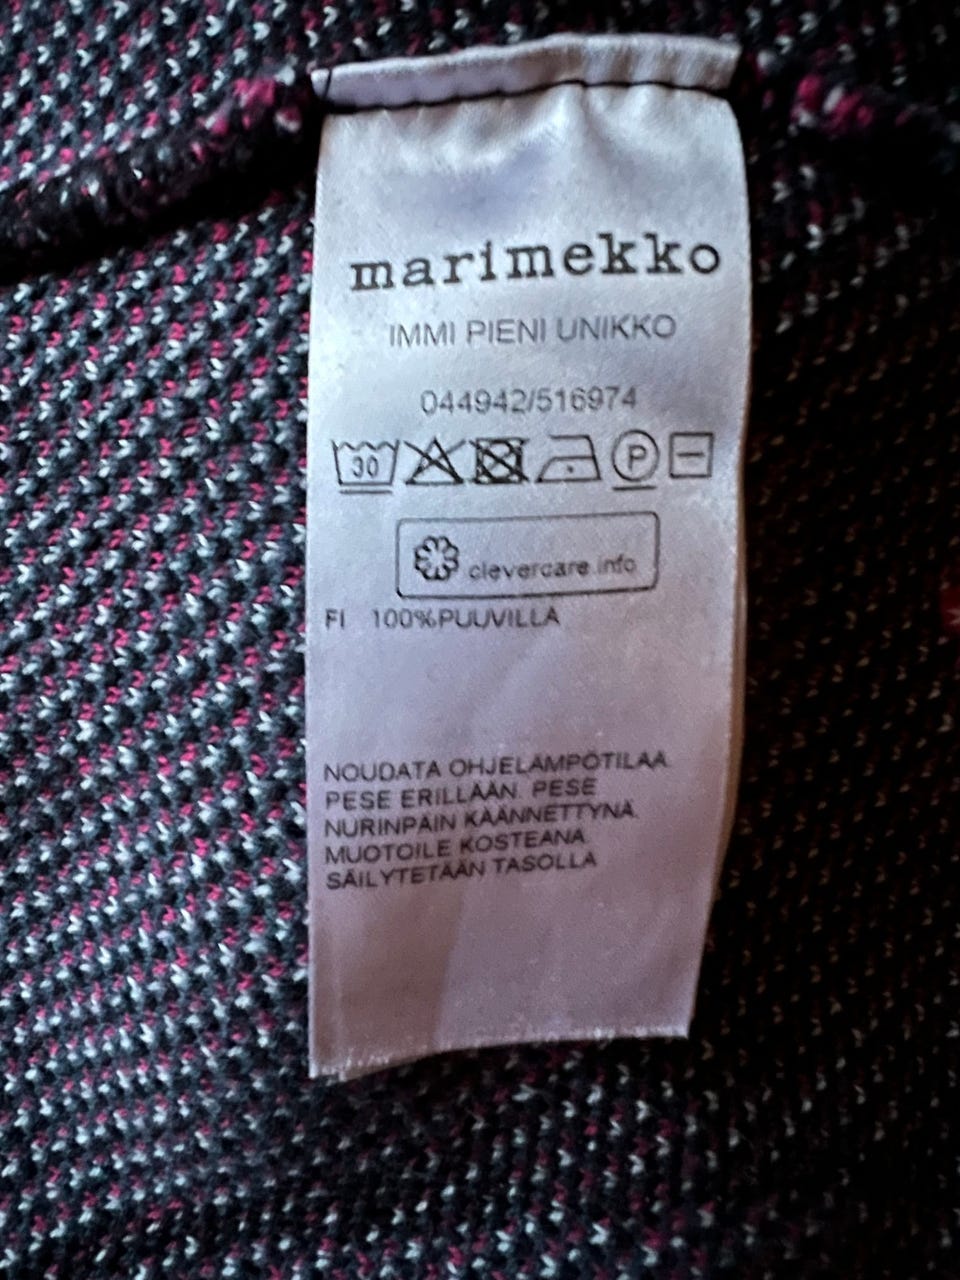 marimekko
IMMI PIENI UNIKKO
044942/516974
30 P
clevercare.info
FI 100%PUUVILLA
NOUDATA OHJELÄMPÖTILAA.
PESE ERILLÄÄN. PESE
NURINPÄIN KÄÄNNETTYNÄ.
MUOTOILE KOSTEANA.
SÄILYTETÄÄN TASOLLA